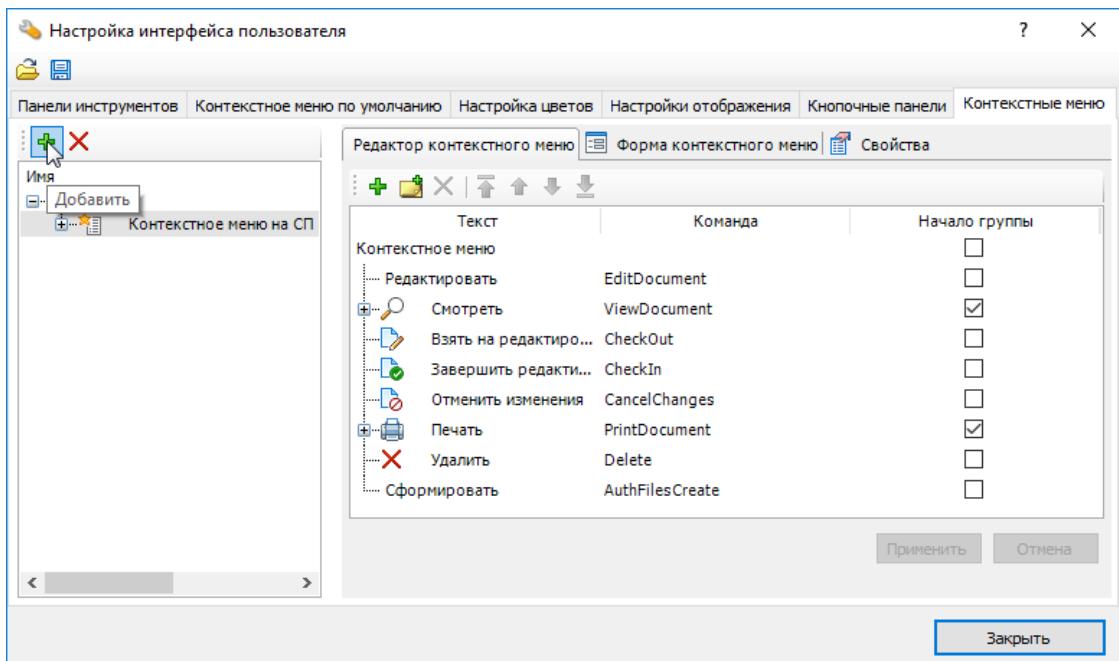 Настройка интерфейса пользователя ?
Панели инструментов Контекстное меню по умолчанию Настройка цветов Настройки отображения Кнопочные панели Контекстные меню
Редактор контекстного меню Форма контекстного меню Свойства
Имя
Добавить
Контекстное меню на СП
Текст Команда Начало группы
Контекстное меню
Редактировать EditDocument
Смотреть ViewDocument
Взять на редактиро... CheckOut
Завершить редакти... CheckIn
Отменить изменения CancelChanges
Печать PrintDocument
Удалить Delete
Сформировать AuthFilesCreate
Применить Отмена
Закрыть